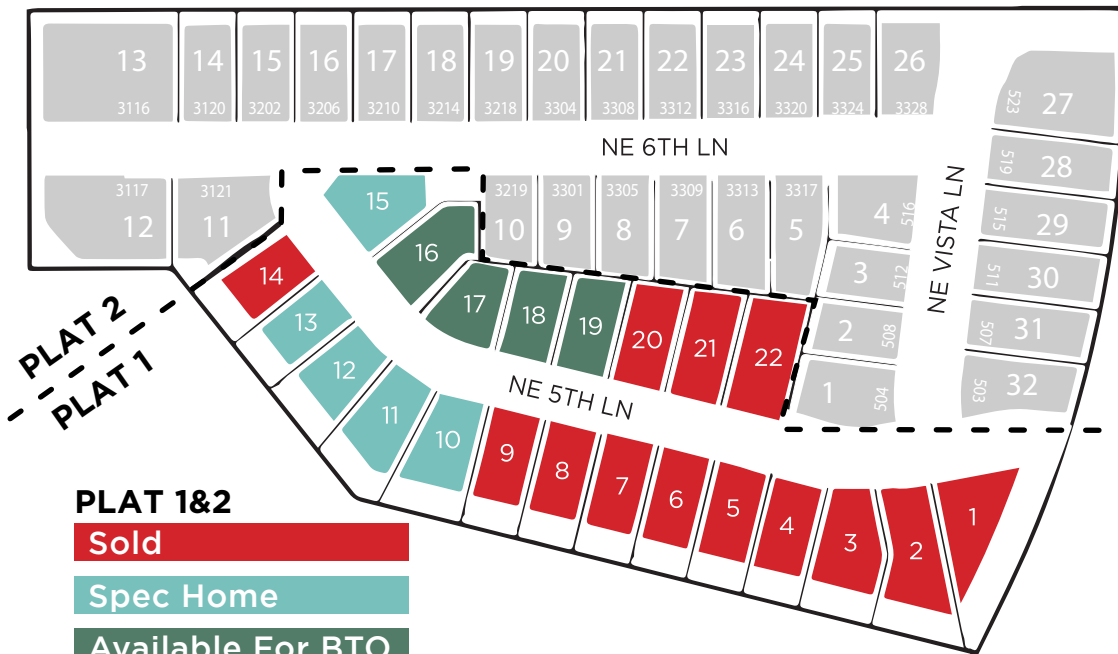 13 14 15 16 17 18 19 20 21 22 23 24 25 26
3116 3120 3202 3206 3210 3214 3218 3304 3308 3312 3316 3320 3324 3328
523 27
NE 6TH LN
519 28
3117 3121
12 11
15
3219 3301 3305 3309 3313 3317
10 9 8 7 6 5
4 516
NE VISTA LN
515 29
16
14
3 512
511 30
13
17 18 19 20 21 22
2 508
507 31
PLAT 2
PLAT 1
12
NE 5TH LN
1 504
503 32
11 10 9 8 7 6 5 4 3 2 1
PLAT 1&2
Sold
Spec Home
Available For BTO